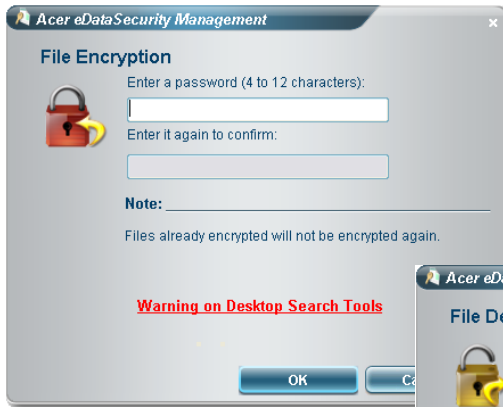 Acer eDataSecurity Management
File Encryption
Enter a password (4 to 12 characters):
Enter it again to confirm:
Note:
Files already encrypted will not be encrypted again.
Warning on Desktop Search Tools
OK
Acer
File